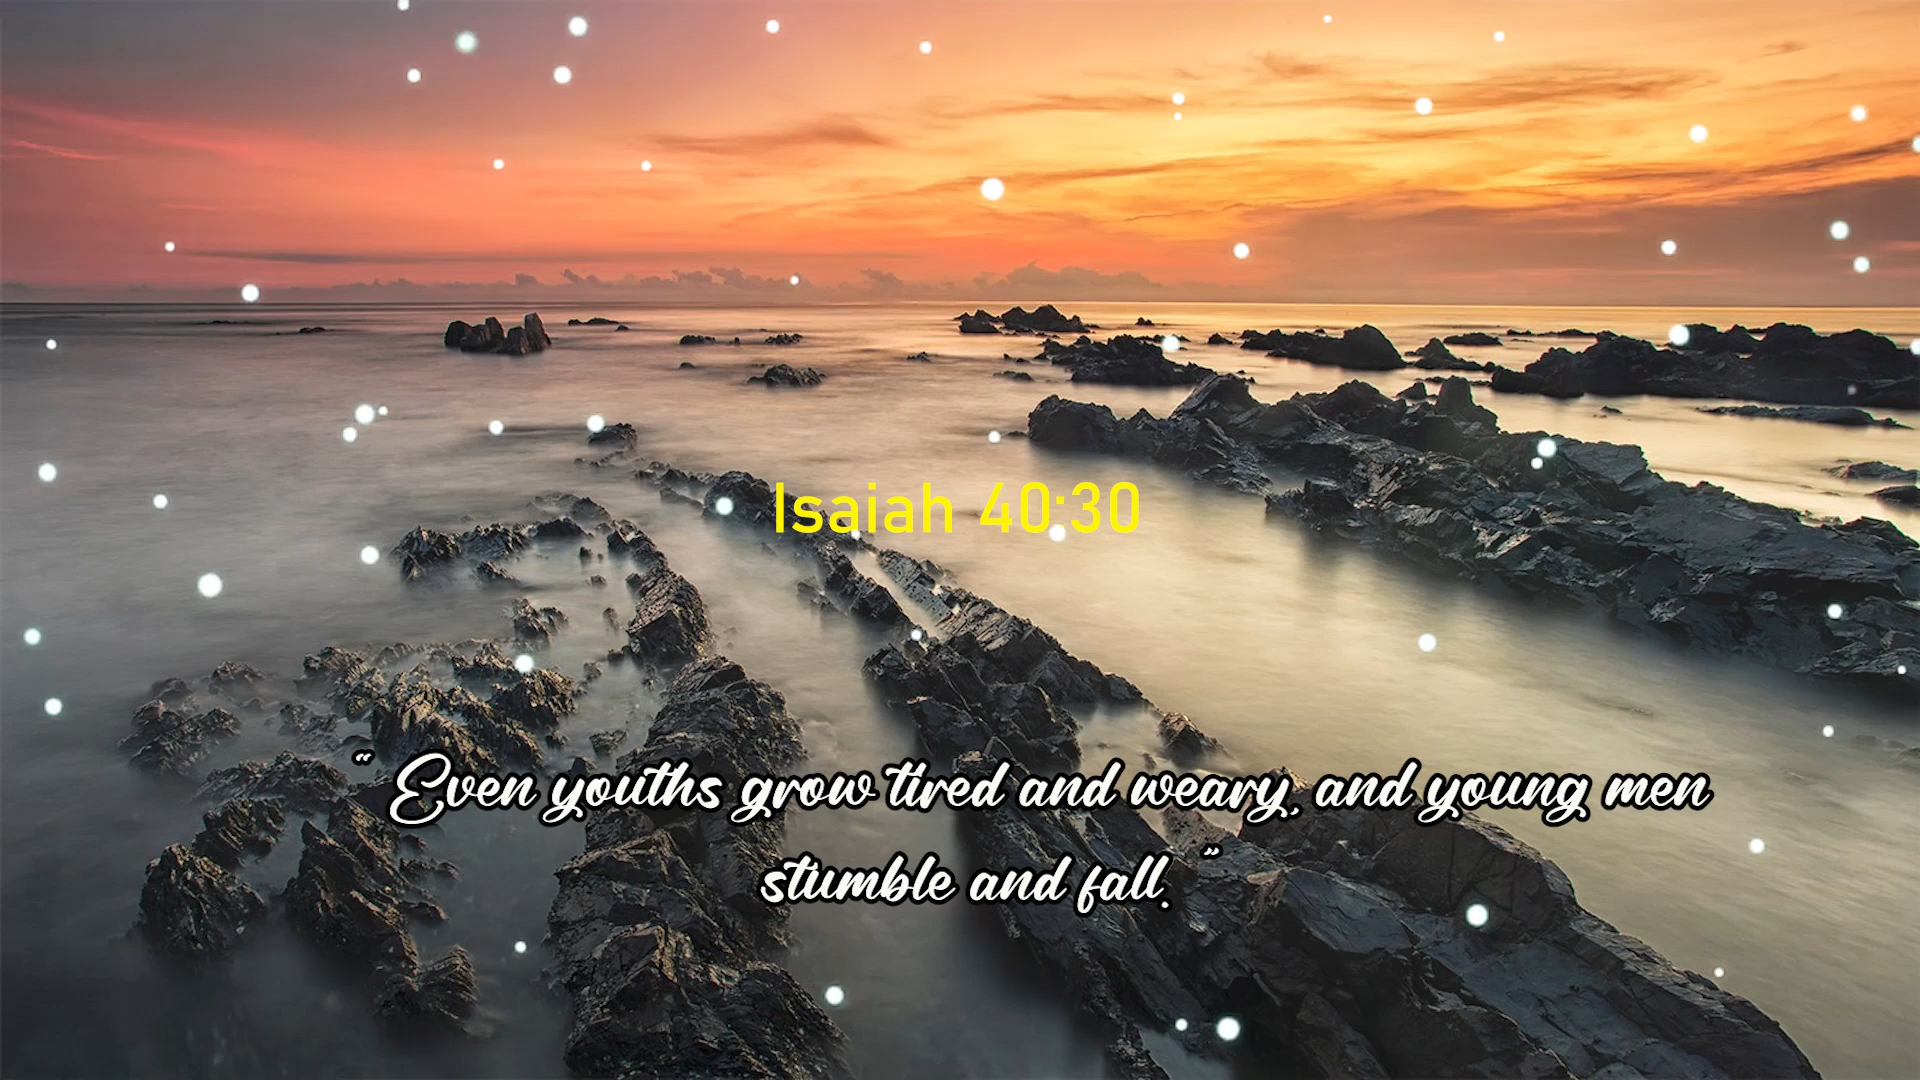 Isaiah 40:30
" Even youths grow tired and weary, and young men
stumble and fall. "